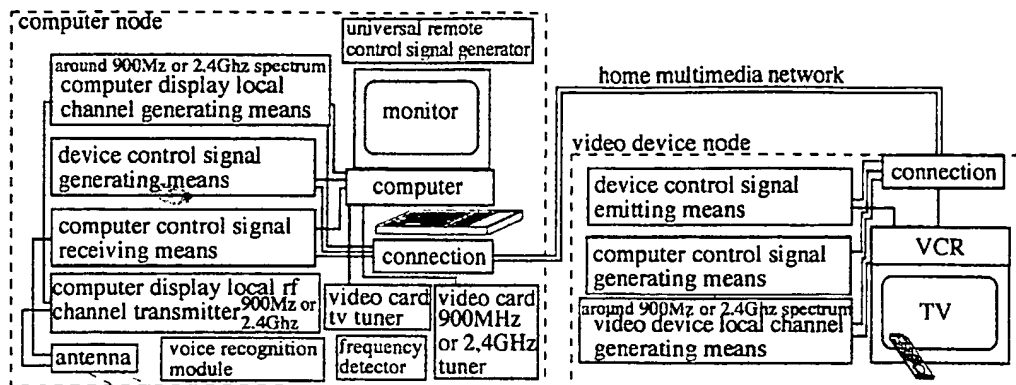 computer node
universal remote
control signal generator
around 900Mz or 2.4Ghz spectrum
computer display local
channel generating means
monitor
home multimedia network
device control signal
generating means
computer
computer control signal
receiving means
connection
computer display local rf
channel transmitter 900Mz or
2.4Ghz
video card
tv tuner
video card
900MHz
or 2,4GHz
tuner
antenna
voice recognition
module
frequency
detector
video device node
connection
device control signal
emitting means
VCR
computer control signal
generating means
TV
around 900Mz or 2.4Ghz spectrum
video device local channel
generating means